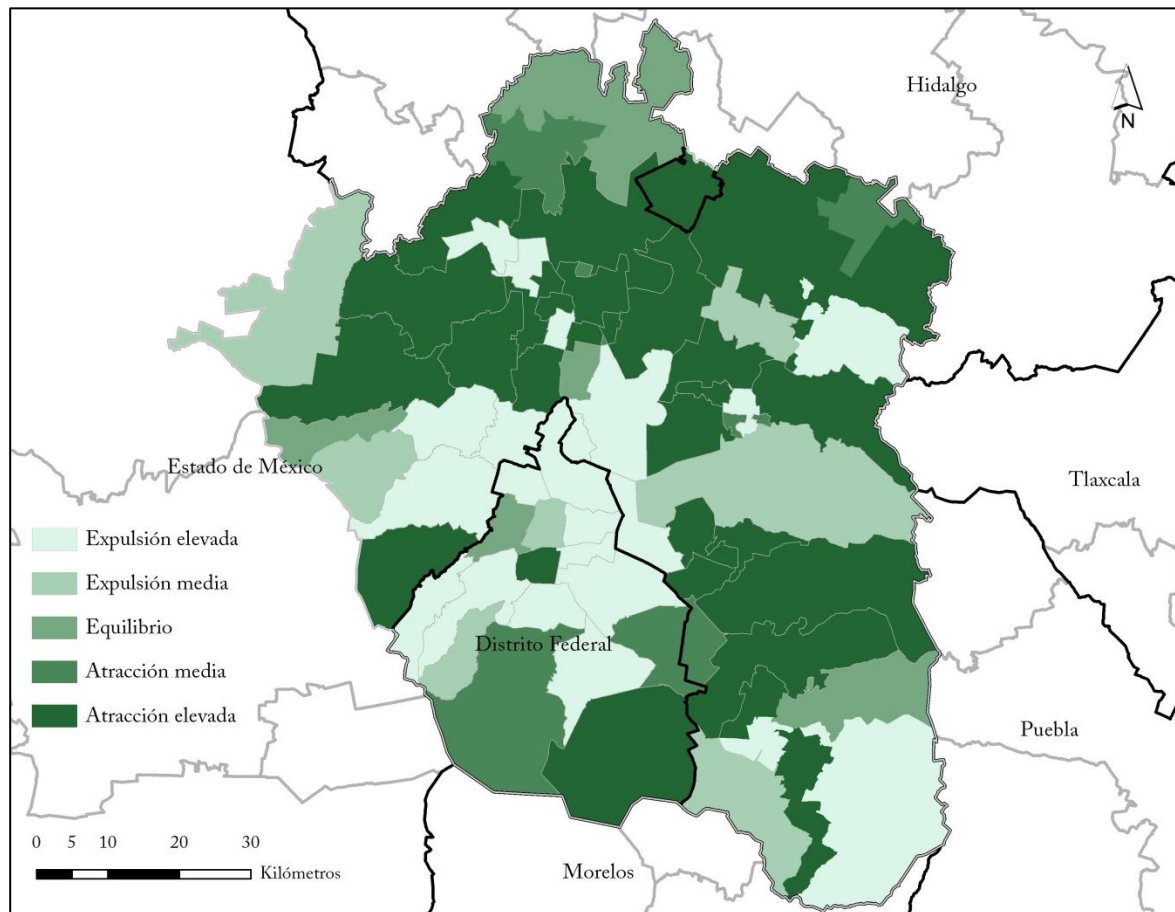 Hidalgo
N
Estado de México
Tlaxcala
Expulsión elevada
Expulsión media
Equilibrio
Atracción media
Atracción elevada
Distrito Federal
Puebla
Morelos
0 5 10 20 30
Kilómetros